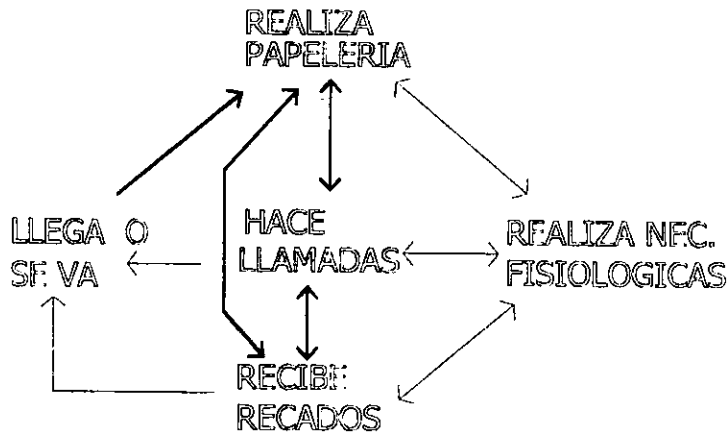 REALIZA
PAPELERIA
LLEGA O
SE VA
HACE
LLAMADAS
REALIZA NEC.
FISIOLOGICAS
RECIBE
RECADOS